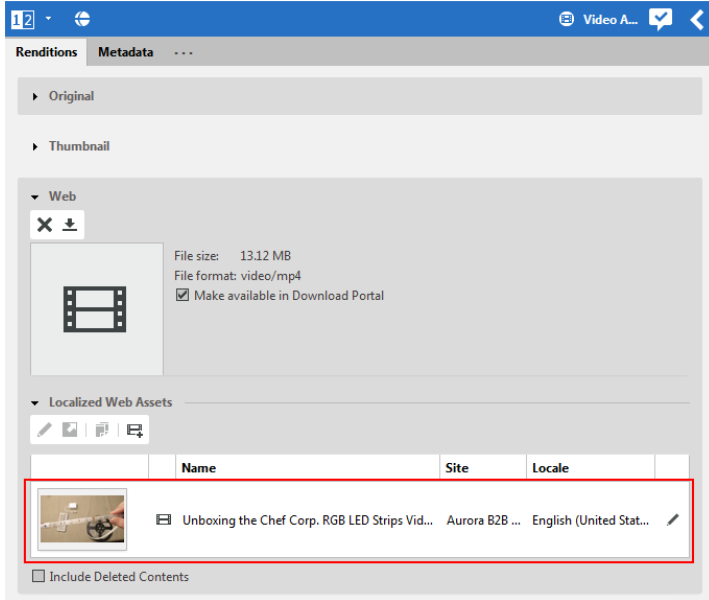 12 Video A...
Renditions Metadata ...
Original
Thumbnail
Web
File size: 13.12 MB
File format: video/mp4
Make available in Download Portal
Localized Web Assets
Name Site Locale
Unboxing the Chef Corp. RGB LED Strips Vid... Aurora B2B ... English (United Stat...
Include Deleted Contents